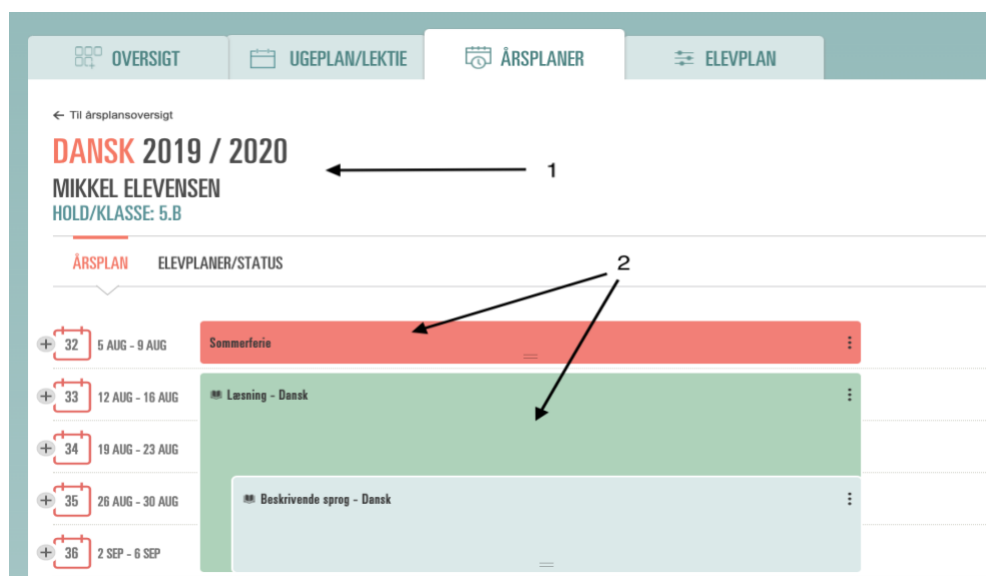 OVERSIGT
UGEPLAN/LEKTIE
ÅRSPLANER
ELEVPLAN
← Til årsplansoversigt
DANSK 2019 / 2020
1
MIKKEL ELEVENSEN
HOLD/KLASSE: 5.B
ÅRSPLAN ELEVPLANER/STATUS
2
32 5 AUG - 9 AUG Sommerferie
33 12 AUG - 16 AUG Læsning - Dansk
34 19 AUG - 23 AUG
35 26 AUG - 30 AUG Beskrivende sprog - Dansk
36 2 SEP - 6 SEP